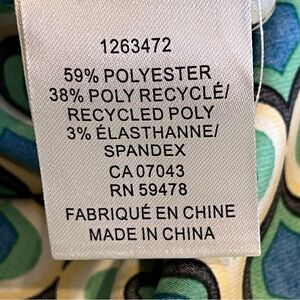 1263472
59% POLYESTER
38% POLY RECYCLÉ/
RECYCLED POLY
3% ÉLASTHANNE/
SPANDEX
CA 07043
RN 59478
FABRIQUÉ EN CHINE
MADE IN CHINA